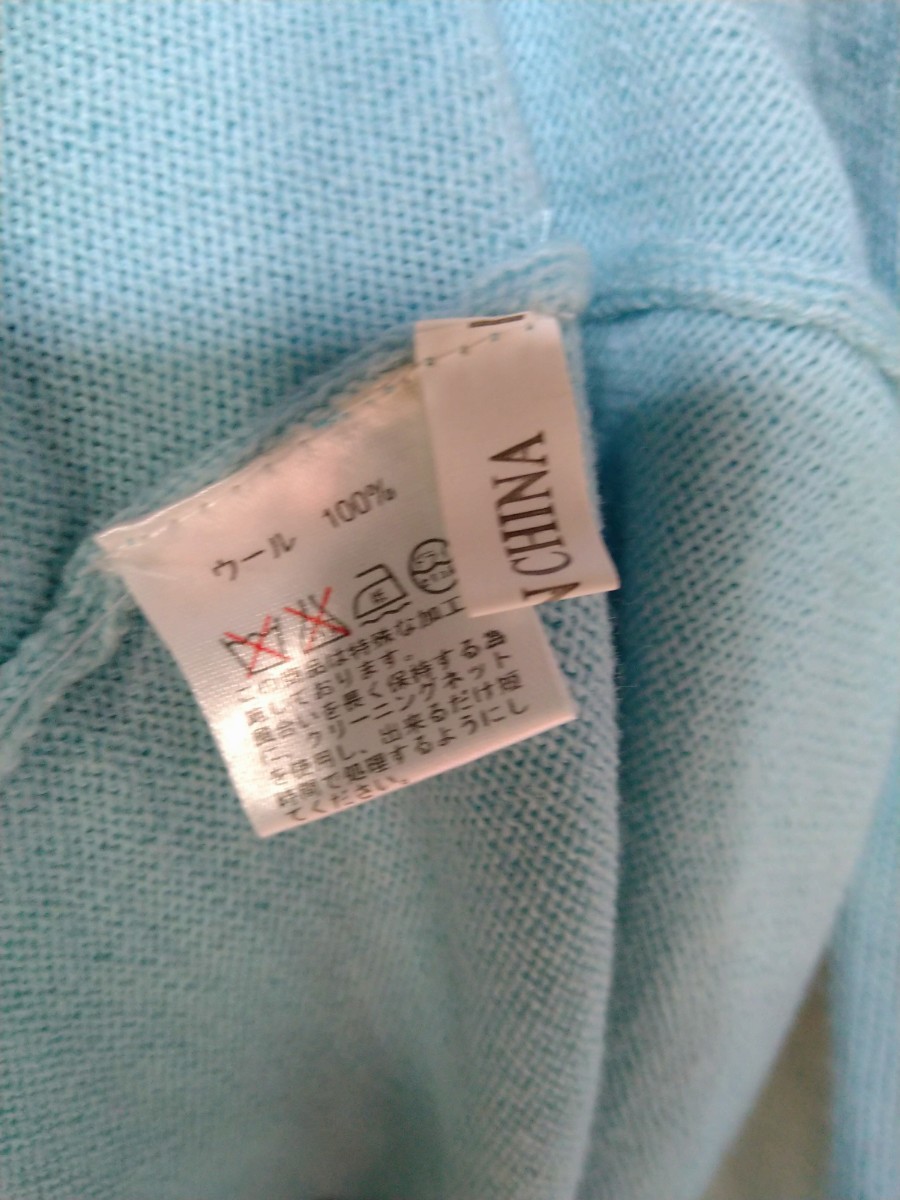 ウール 100%
低
この商品は特殊な加工
施しております。
風合いを長く保持する為
に、クリーニングネット
を使用し、出来るだけ短
時間で処理するようにし
てください。
CHINA